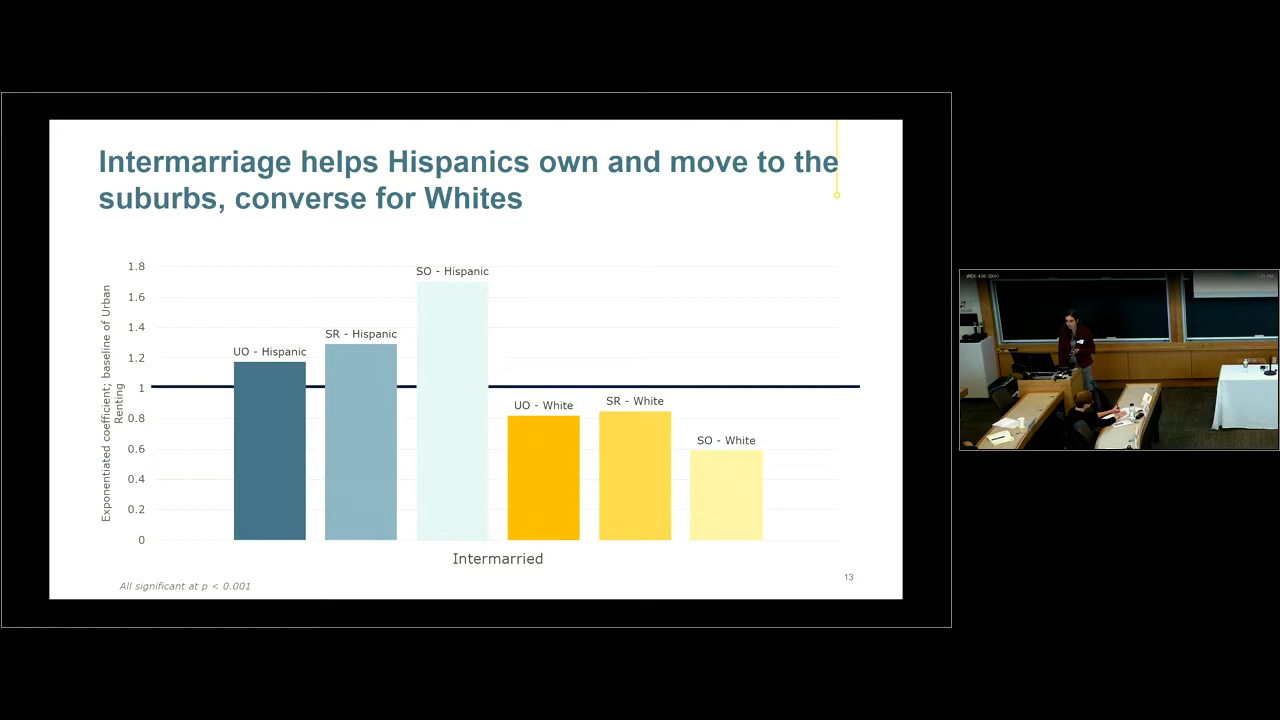 Intermarriage helps Hispanics own and move to the
suburbs, converse for Whites
Exponentiated coefficient; baseline of Urban
Renting
1.8
1.6
1.4
1.2
1
0.8
0.6
0.4
0.2
0
UO - Hispanic
SR - Hispanic
SO - Hispanic
UO - White
SR - White
SO - White
Intermarried
All significant at p < 0.001
13